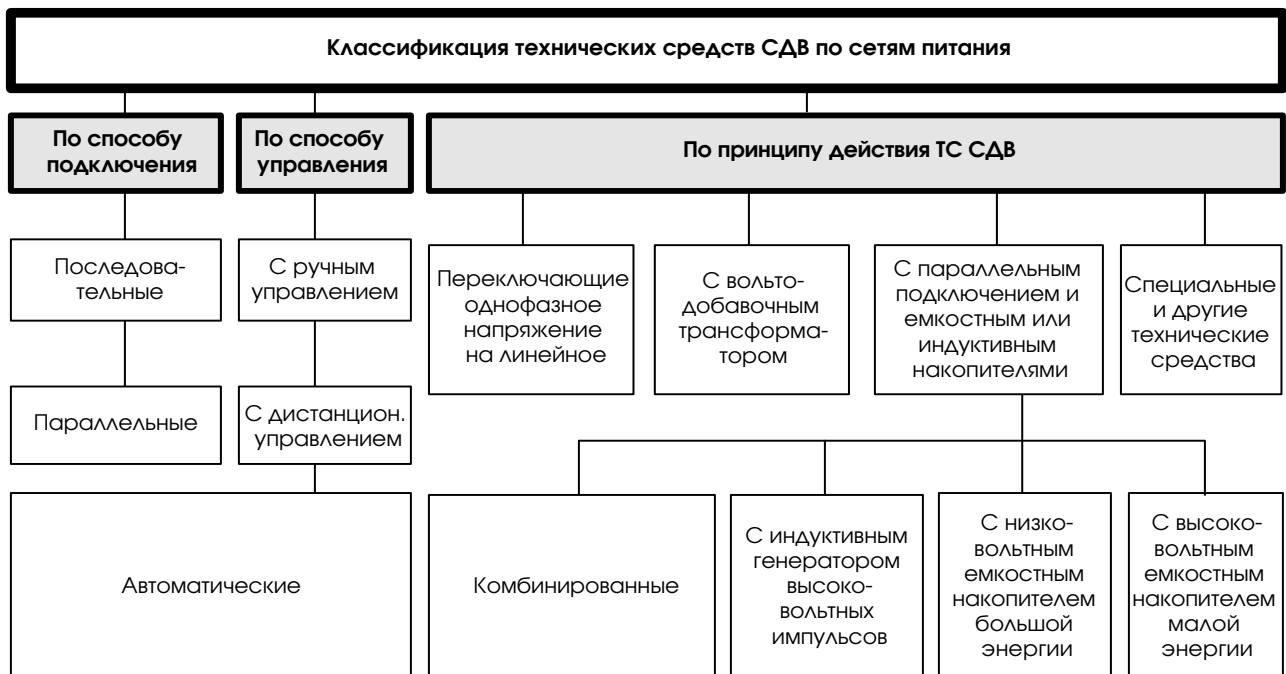 Классификация технических средств СДВ по сетям питания
По способу
подключения
По способу
управления
По принципу действия ТС СДВ
Последова-
тельные
С ручным
управлением
Переключающие
однофазное
напряжение
на линейное
С вольто-
добавочным
трансформа-
тором
С параллельным
подключением и
емкостным или
индуктивным
накопителями
Специальные
и другие
технические
средства
Параллельные
С дистанцион.
управлением
Автоматические
Комбинированные
С индуктивным
генератором
высоко-
вольтных
импульсов
С низко-
вольтным
емкостным
накопителем
большой
энергии
С высоко-
вольтным
емкостным
накопителем
малой
энергии